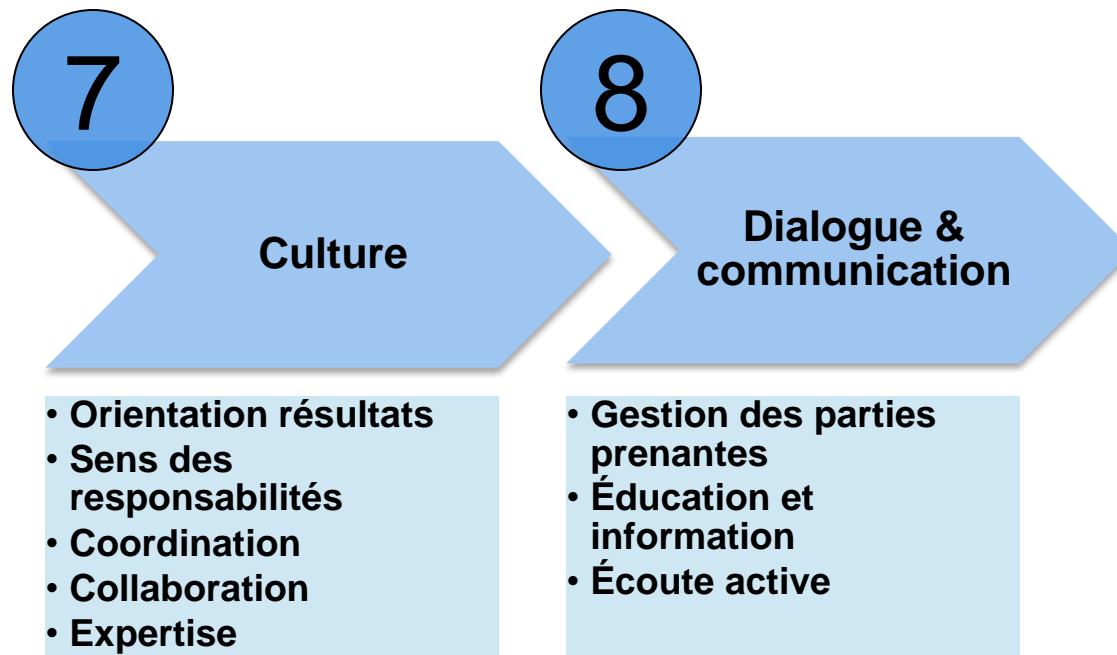 7
Culture
• Orientation résultats
• Sens des
responsabilités
• Coordination
• Collaboration
• Expertise
8
Dialogue &
communication
• Gestion des parties
prenantes
• Éducation et
information
• Écoute active